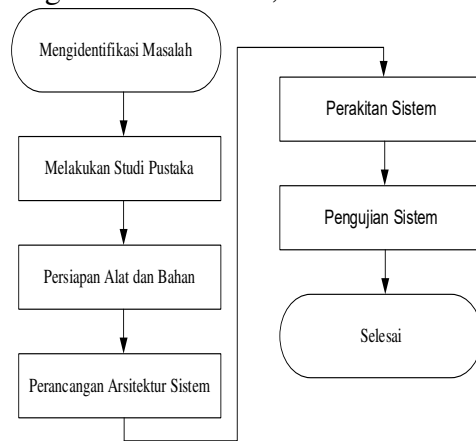 Mengidentifikasi Masalah
Melakukan Studi Pustaka
Persiapan Alat dan Bahan
Perancangan Arsitektur Sistem
Perakitan Sistem
Pengujian Sistem
Selesai